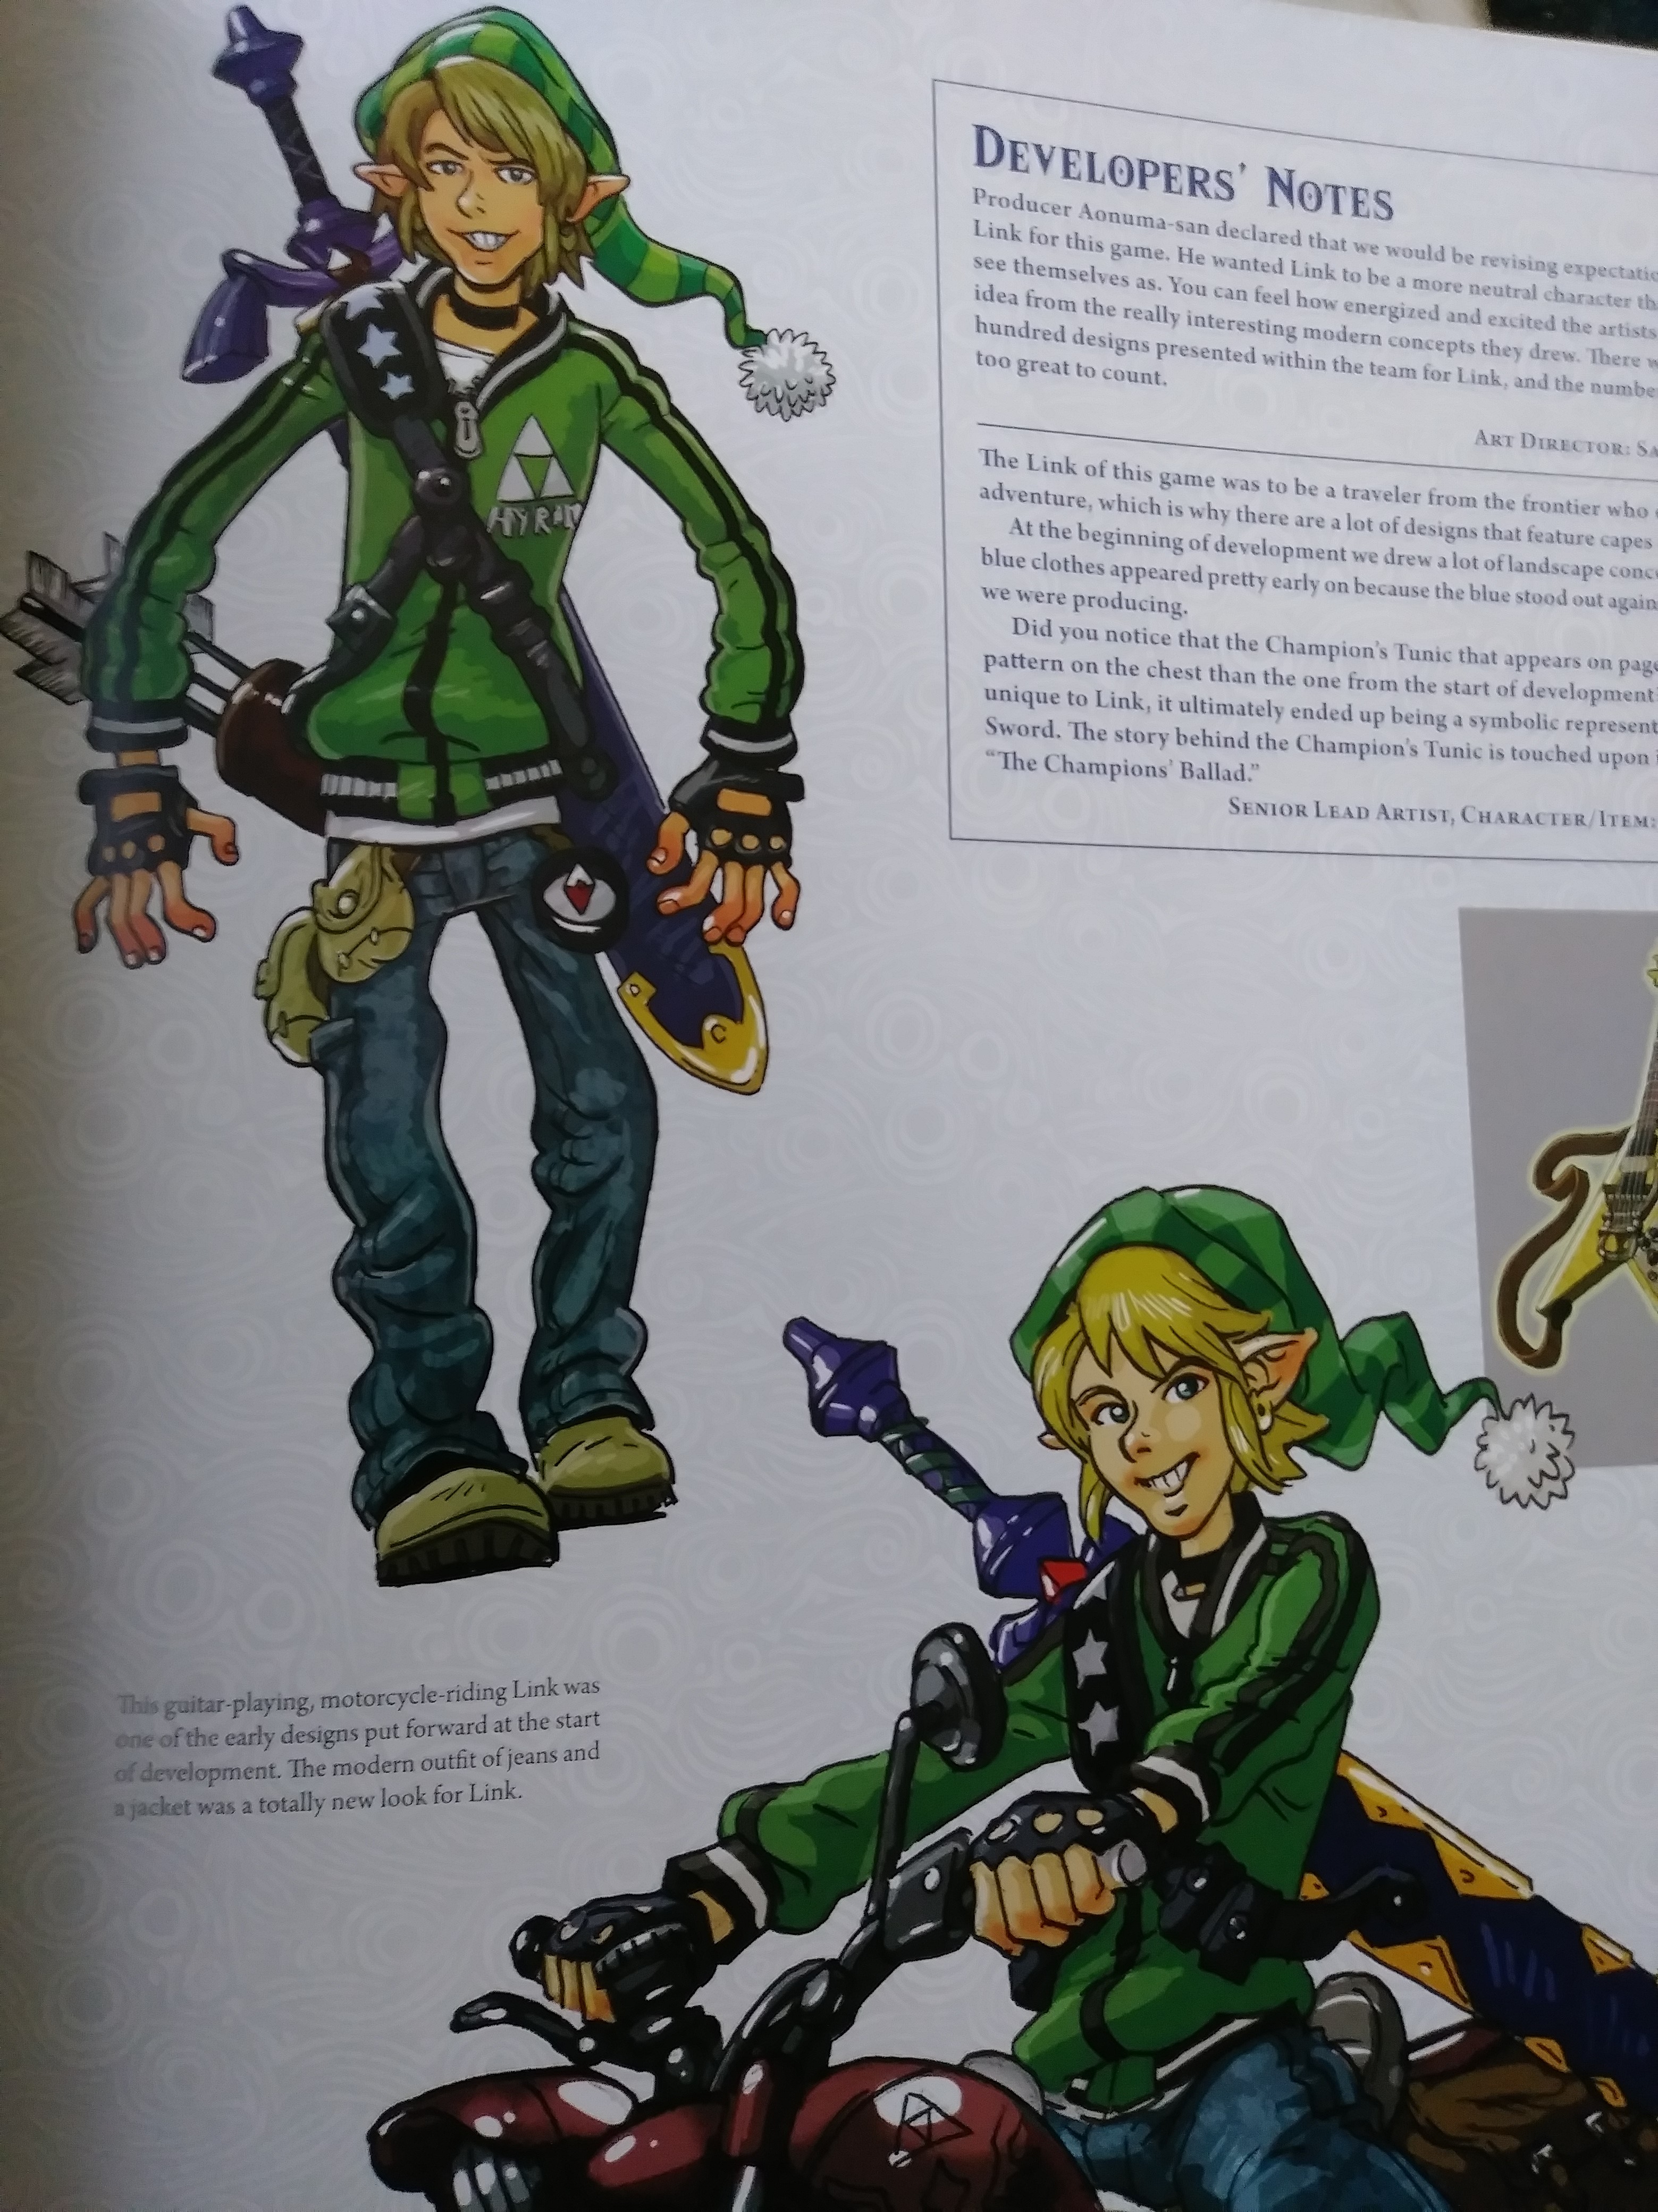 HYRUL
DEVELOPERS' NOTES
Producer Aonuma-san declared that we would be revising
Link for this game. He wanted Link to be a more neutral character
see themselves as. You can feel how energized and excited the artists
idea from the really interesting modern concepts they drew. There
hundred designs presented within the team for Link, and the
too great to count.
ART DIRECTOR:
The Link of this game was to be a traveler from the frontier who
adventure, which is why there are a lot of designs that feature capes
At the beginning of development we drew a lot of landscape
blue clothes appeared pretty early on because the blue stood out
we were producing.
Did you notice that the Champion's Tunic that appears on
pattern on the chest than the one from the start of development
unique to Link, it ultimately ended up being a symbolic
Sword. The story behind the Champion's Tunic is touched upon
“The Champions' Ballad.”
SENIOR LEAD ARTIST, CHARACTER/ITEM:
This guitar-playing, motorcycle-riding Link was
one of the early designs put forward at the start
of development. The modern outfit of jeans and
a jacket was a totally new look for Link.